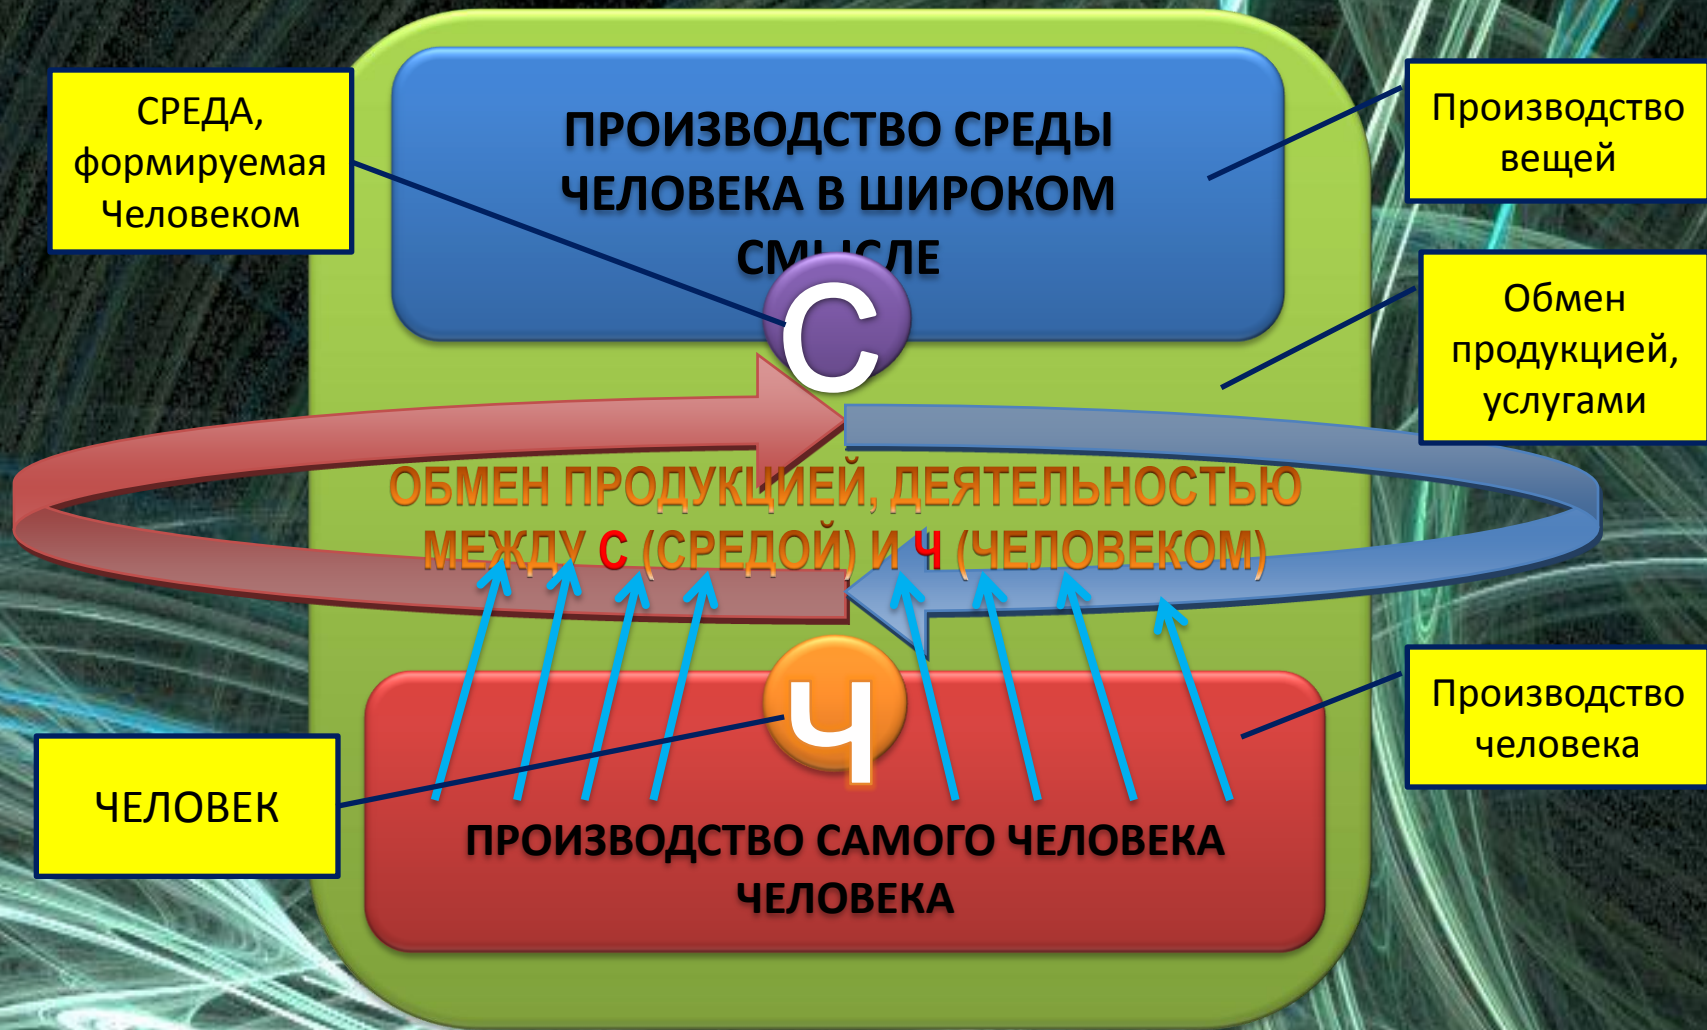 СРЕДА,
формируемая
Человеком
ПРОИЗВОДСТВО СРЕДЫ
ЧЕЛОВЕКА В ШИРОКОМ
СМЫСЛЕ
С
Производство
вещей
Обмен
продукцией,
услугами
ОБМЕН ПРОДУКЦИЕЙ, ДЕЯТЕЛЬНОСТЬЮ
МЕЖДУ С (СРЕДОЙ) И Ч (ЧЕЛОВЕКОМ)
Ч
ЧЕЛОВЕК
ПРОИЗВОДСТВО САМОГО ЧЕЛОВЕКА
ЧЕЛОВЕКА
Производство
человека